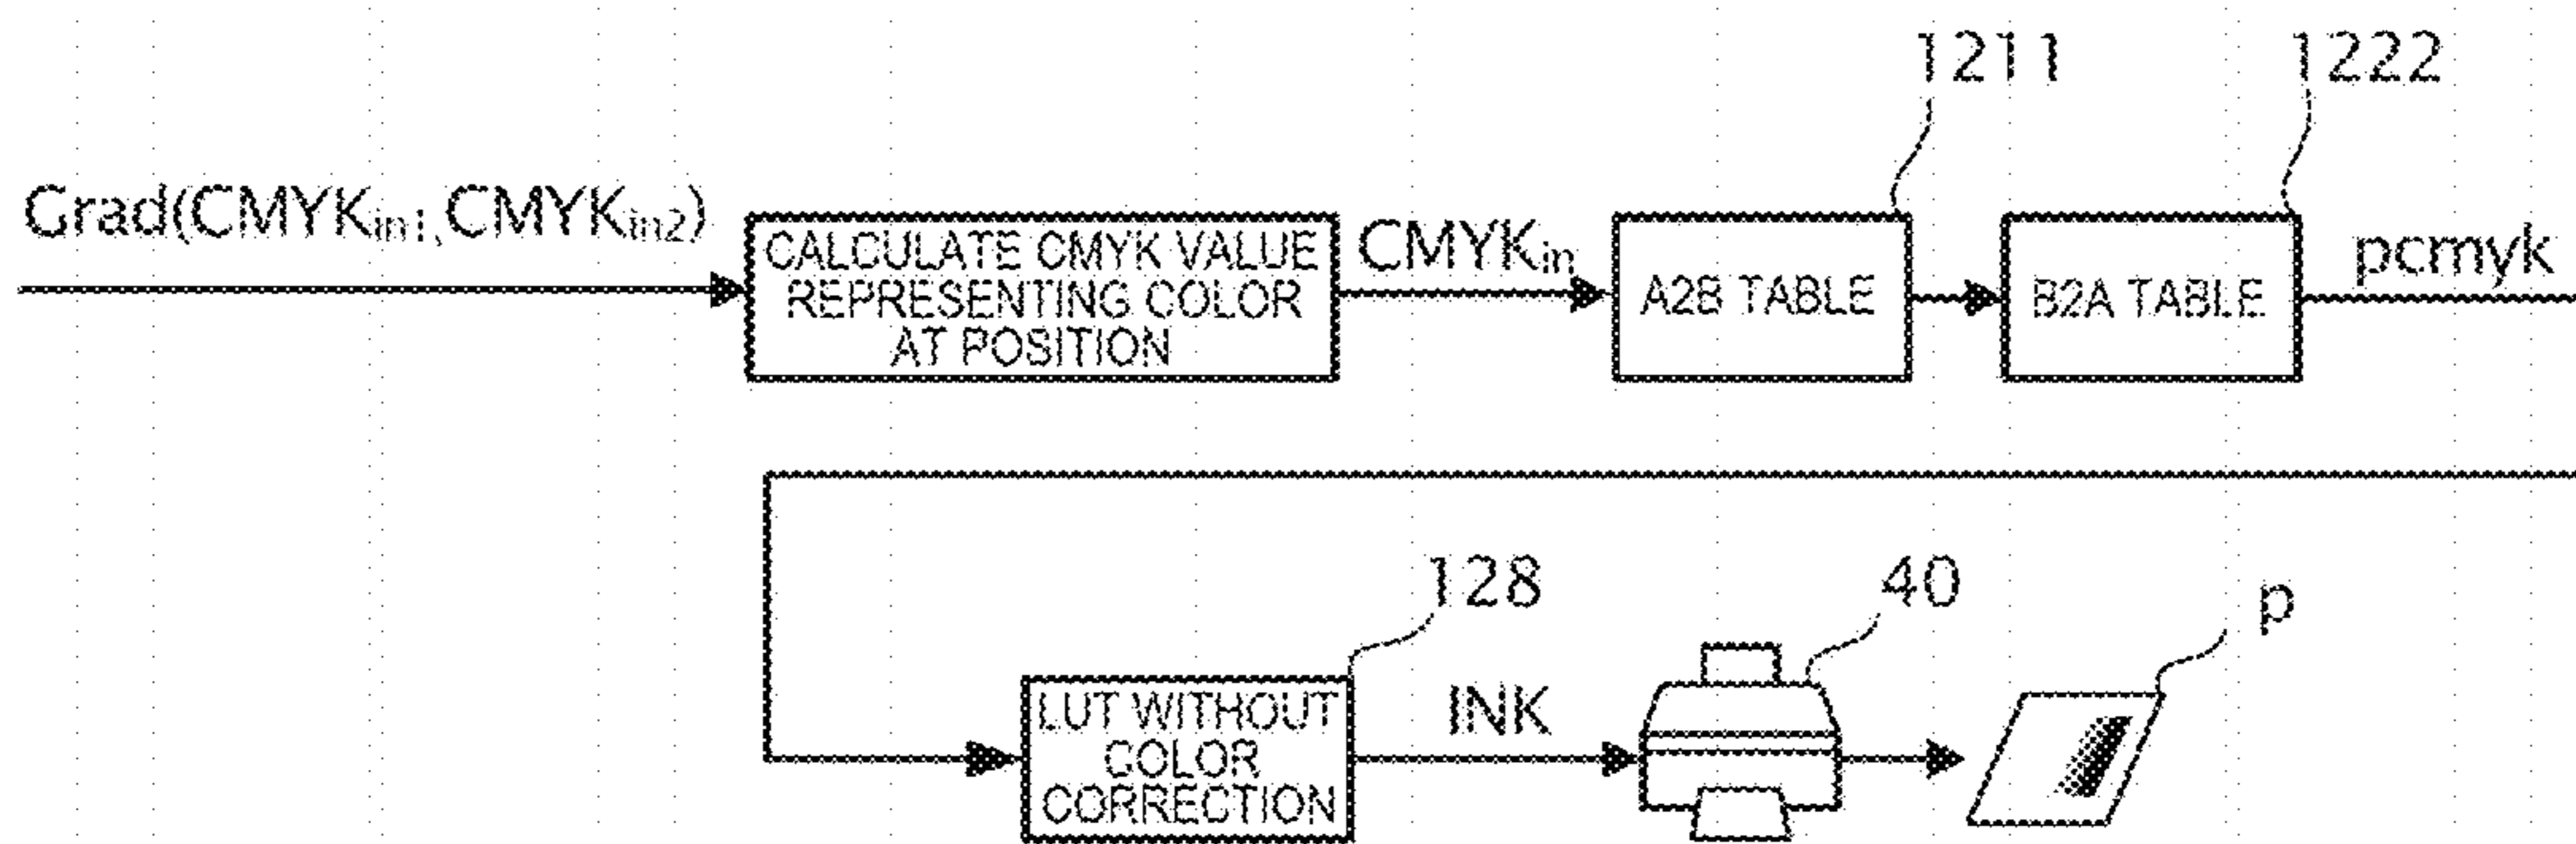 1211
1222
Grad(CMYKin1,CMYKin2)
CALCULATE CMYK VALUE
REPRESENTING COLOR
AT POSITION
CMYKin
A2B TABLE
B2A TABLE
pcmyk
128
40
p
LUT WITHOUT
COLOR
CORRECTION
INK